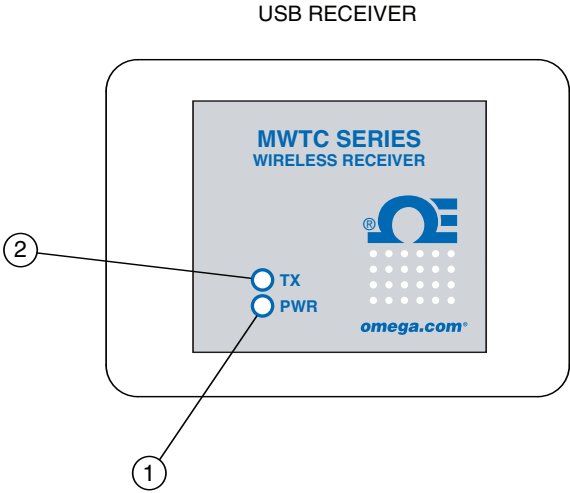 USB RECEIVER
MWTC SERIES
WIRELESS RECEIVER
®
2
TX
PWR
omega.com®
1